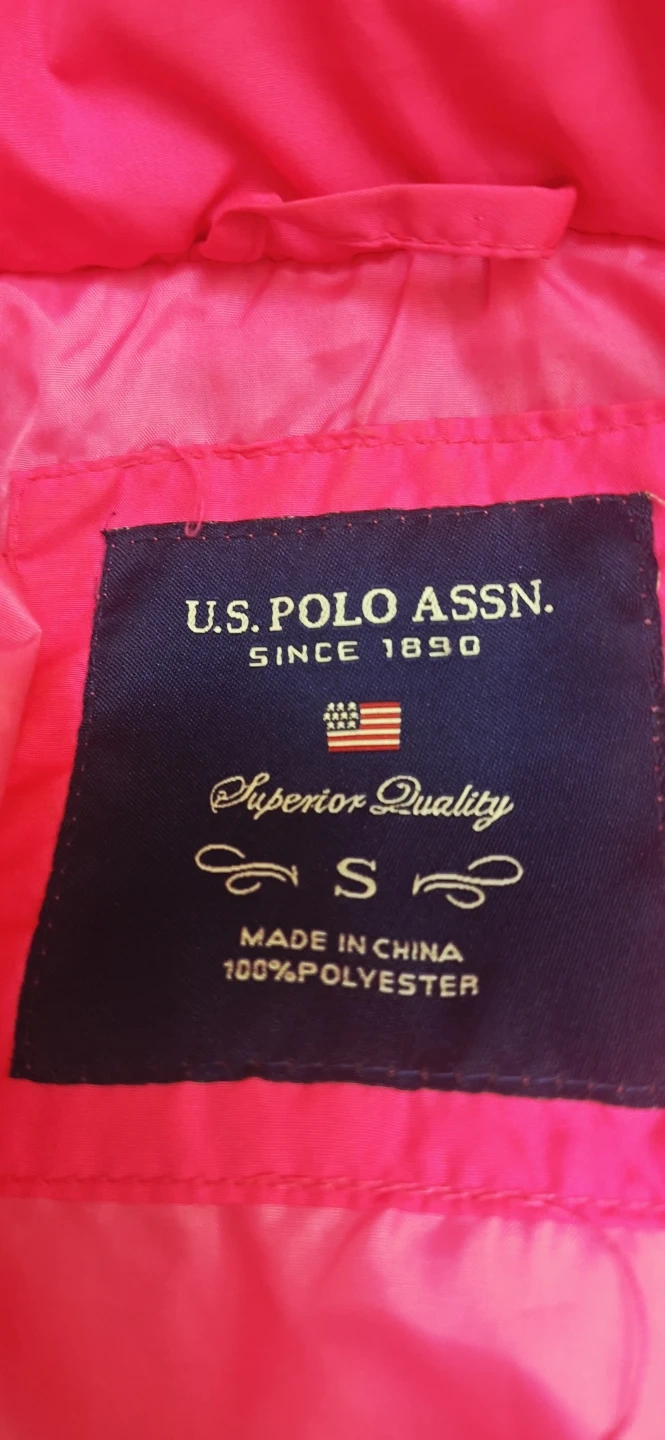 U.S. POLO ASSN.
SINCE 1890
Superior Quality
S
MADE IN CHINA
100%POLYESTER